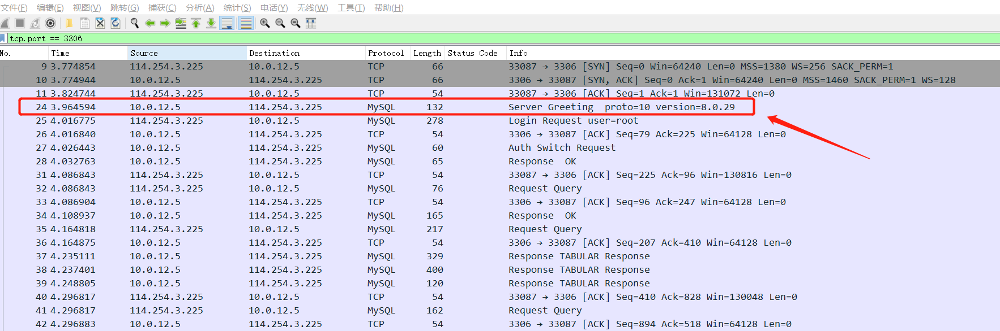 文件(F) 编辑(E) 视图(V) 跳转(G) 捕获(C) 分析(A) 统计(S) 电话(Y) 无线(W) 工具(T) 帮助(H)
tcp.port == 3306
No. Time Source Destination Protocol Length Status Code Info
9 3.774854 114.254.3.225 10.0.12.5 TCP 66 33087 → 3306 [SYN] Seq=0 Win=64240 Len=0 MSS=1380 WS=256 SACK_PERM=1
10 3.774944 10.0.12.5 114.254.3.225 TCP 66 3306 → 33087 [SYN, ACK] Seq=0 Ack=1 Win=64240 Len=0 MSS=1460 SACK_PERM=1 WS=128
11 3.824744 114.254.3.225 10.0.12.5 TCP 54 33087 → 3306 [ACK] Seq=1 Ack=1 Win=131072 Len=0
24 3.964594 10.0.12.5 114.254.3.225 MySQL 132 Server Greeting proto=10 version=8.0.29
25 4.016775 114.254.3.225 10.0.12.5 MySQL 278 Login Request user=root
26 4.016840 10.0.12.5 114.254.3.225 TCP 54 3306 → 33087 [ACK] Seq=79 Ack=225 Win=64128 Len=0
27 4.026443 10.0.12.5 114.254.3.225 MySQL 60 Auth Switch Request
28 4.032763 10.0.12.5 114.254.3.225 MySQL 65 Response OK
31 4.086843 114.254.3.225 10.0.12.5 TCP 54 33087 → 3306 [ACK] Seq=225 Ack=96 Win=130816 Len=0
32 4.086843 114.254.3.225 10.0.12.5 MySQL 76 Request Query
33 4.086904 10.0.12.5 114.254.3.225 TCP 54 3306 → 33087 [ACK] Seq=96 Ack=247 Win=64128 Len=0
34 4.108937 10.0.12.5 114.254.3.225 MySQL 165 Response OK
35 4.164818 114.254.3.225 10.0.12.5 MySQL 217 Request Query
36 4.164875 10.0.12.5 114.254.3.225 TCP 54 3306 → 33087 [ACK] Seq=207 Ack=410 Win=64128 Len=0
37 4.235111 10.0.12.5 114.254.3.225 MySQL 329 Response TABULAR Response
38 4.237401 10.0.12.5 114.254.3.225 MySQL 400 Response TABULAR Response
39 4.248805 10.0.12.5 114.254.3.225 MySQL 120 Response TABULAR Response
40 4.296817 114.254.3.225 10.0.12.5 TCP 54 33087 → 3306 [ACK] Seq=410 Ack=828 Win=130048 Len=0
41 4.296817 114.254.3.225 10.0.12.5 MySQL 162 Request Query
42 4.296883 10.0.12.5 114.254.3.225 TCP 54 3306 → 33087 [ACK] Seq=894 Ack=518 Win=64128 Len=0